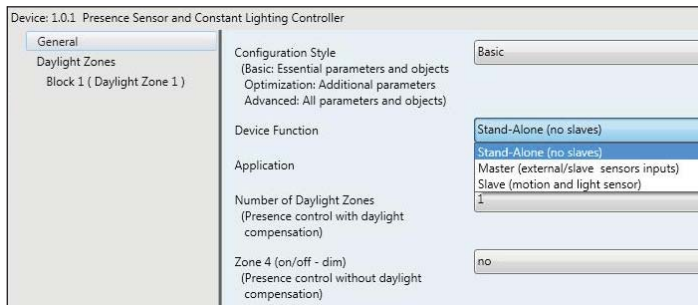 Device: 1.0.1 Presence Sensor and Constant Lighting Controller
General
Daylight Zones
Block 1 ( Daylight Zone 1 )
Configuration Style
(Basic: Essential parameters and objects
Optimization: Additional parameters
Advanced: All parameters and objects)
Basic
Device Function
Stand-Alone (no slaves)
Stand-Alone (no slaves)
Master (external/slave sensors inputs)
Slave (motion and light sensor)
Application
Number of Daylight Zones
(Presence control with daylight
compensation)
1
Zone 4 (on/off - dim)
(Presence control without daylight
compensation)
no